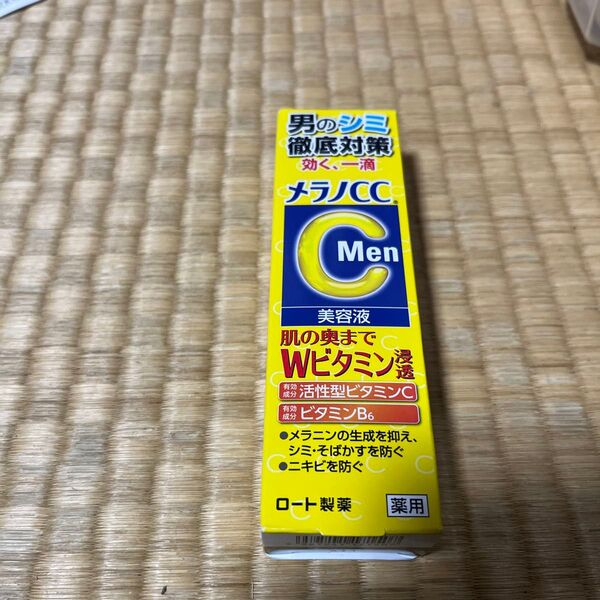 男のシミ
徹底対策
効く、一滴
メラノCC®
C Men
美容液
肌の奥まで
Wビタミン浸透
有効成分 活性型ビタミンC
有効成分 ビタミンB6
●メラニンの生成を抑え、
シミ・そばかすを防ぐ
●ニキビを防ぐ
ロート製薬 薬用